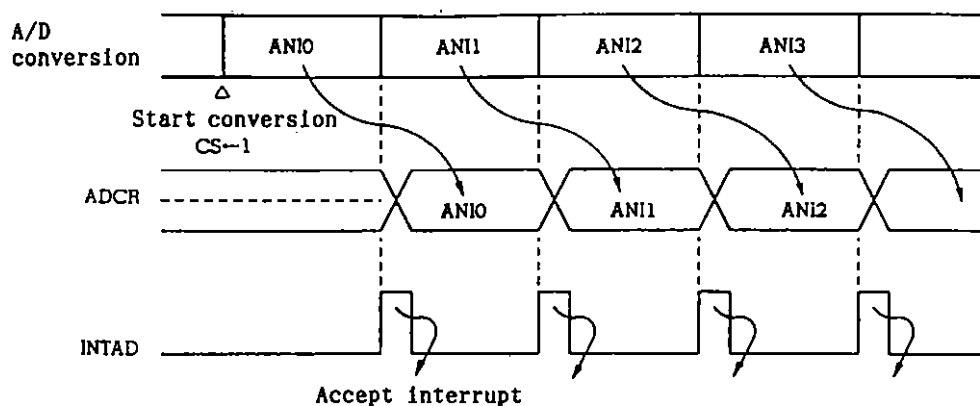 A/D
conversion
ANI0 ANI1 ANI2 ANI3
Start conversion
CS←1
ADCR
ANI0 ANI1 ANi2
INTAD
Accept interrupt